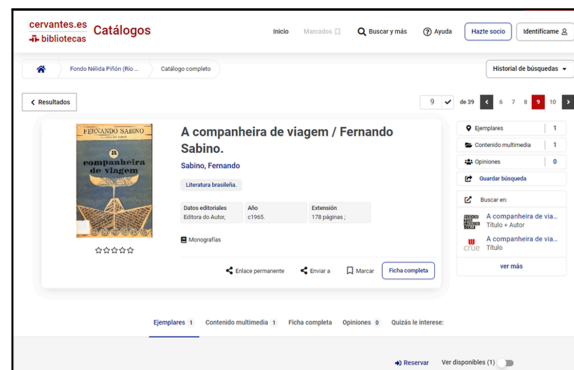 cervantes.es
bibliotecas
Catálogos
Inicio
Marcados
Buscar y más
Ayuda
Hazte socio
Identifícame
Fondo Nélida Piñón (Río ...
Catálogo completo
Historial de búsquedas
Resultados
9 de 39 6 7 8 9 10
FERNANDO SABINO
a
companheira
de viagem
A companheira de viagem / Fernando
Sabino.
Sabino, Fernando
Literatura brasileña.
Datos editoriales
Editora do Autor,
Año
c1965.
Extensión
178 páginas ;
Monografías
Enlace permanente
Enviar a
Marcar
Ficha completa
Ejemplares 1
Contenido multimedia 1
Opiniones 0
Guardar búsqueda
Buscar en:
A companheira de via...
Título + Autor
crue
A companheira de via...
Título
ver más
Ejemplares 1
Contenido multimedia 1
Ficha completa
Opiniones 0
Quizás le interese:
Reservar
Ver disponibles (1)